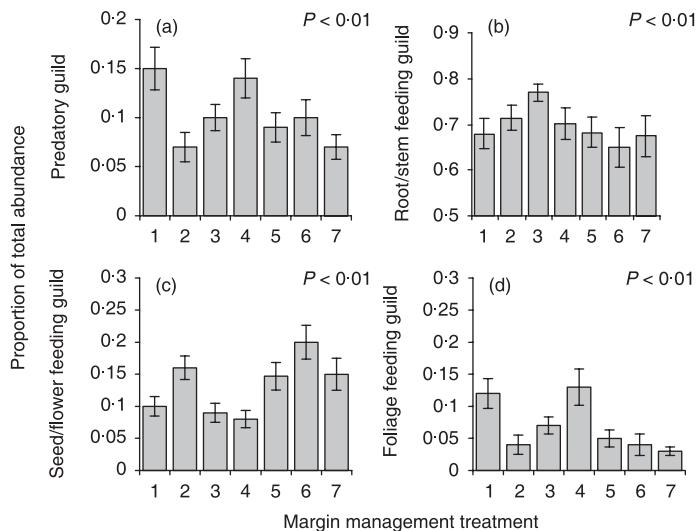 Proportion of total abundance
Predatory guild
0·2
0·15
0·1
0·05
0
(a)
P < 0·01
1 2 3 4 5 6 7
Root/stem feeding guild
0·9
0·8
0·7
0·6
0·5
(b)
P < 0·01
1 2 3 4 5 6 7
Seed/flower feeding guild
0·3
0·25
0·2
0·15
0·1
0·05
0
(c)
P < 0·01
1 2 3 4 5 6 7
Foliage feeding guild
0·3
0·25
0·2
0·15
0·1
0·05
0
(d)
P < 0·01
1 2 3 4 5 6 7
Margin management treatment